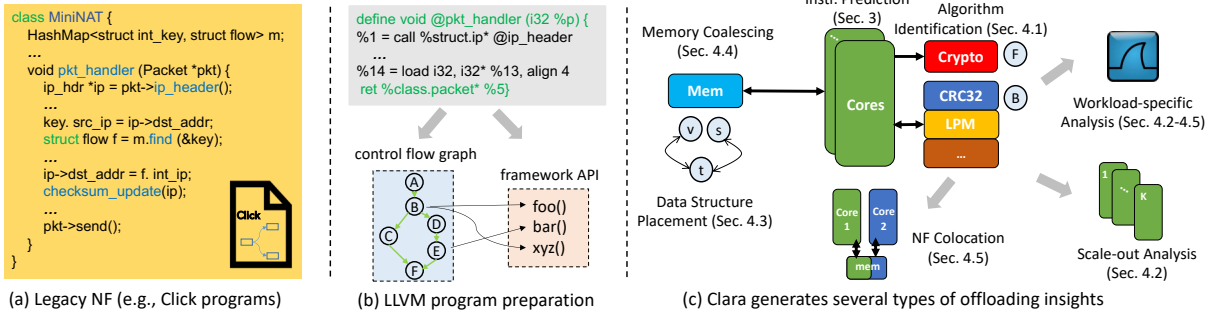 class MiniNAT {
HashMap<struct int_key, struct flow> m;
...
void pkt_handler (Packet *pkt) {
ip_hdr *ip = pkt->ip_header();
...
key. src_ip = ip->dst_addr;
struct flow f = m.find (&key);
...
ip->dst_addr = f. int_ip;
checksum_update(ip);
...
pkt->send();
}
}
Click
(a) Legacy NF (e.g., Click programs)
define void @pkt_handler (i32 %p) {
%1 = call %struct.ip* @ip_header
...
%14 = load i32, i32* %13, align 4
ret %class.packet* %5}
control flow graph
A
B
C
D
E
F
framework API
foo()
bar()
xyz()
(b) LLVM program preparation
Instr. Prediction
(Sec. 3)
Memory Coalescing
(Sec. 4.4)
Mem
v
s
t
Data Structure
Placement (Sec. 4.3)
...
Cores
Algorithm
Identification (Sec. 4.1)
Crypto
F
CRC32
B
LPM
...
Core
1
Core
2
mem
NF Colocation
(Sec. 4.5)
Workload-specific
Analysis (Sec. 4.2-4.5)
1
...
K
Scale-out Analysis
(Sec. 4.2)
(c) Clara generates several types of offloading insights